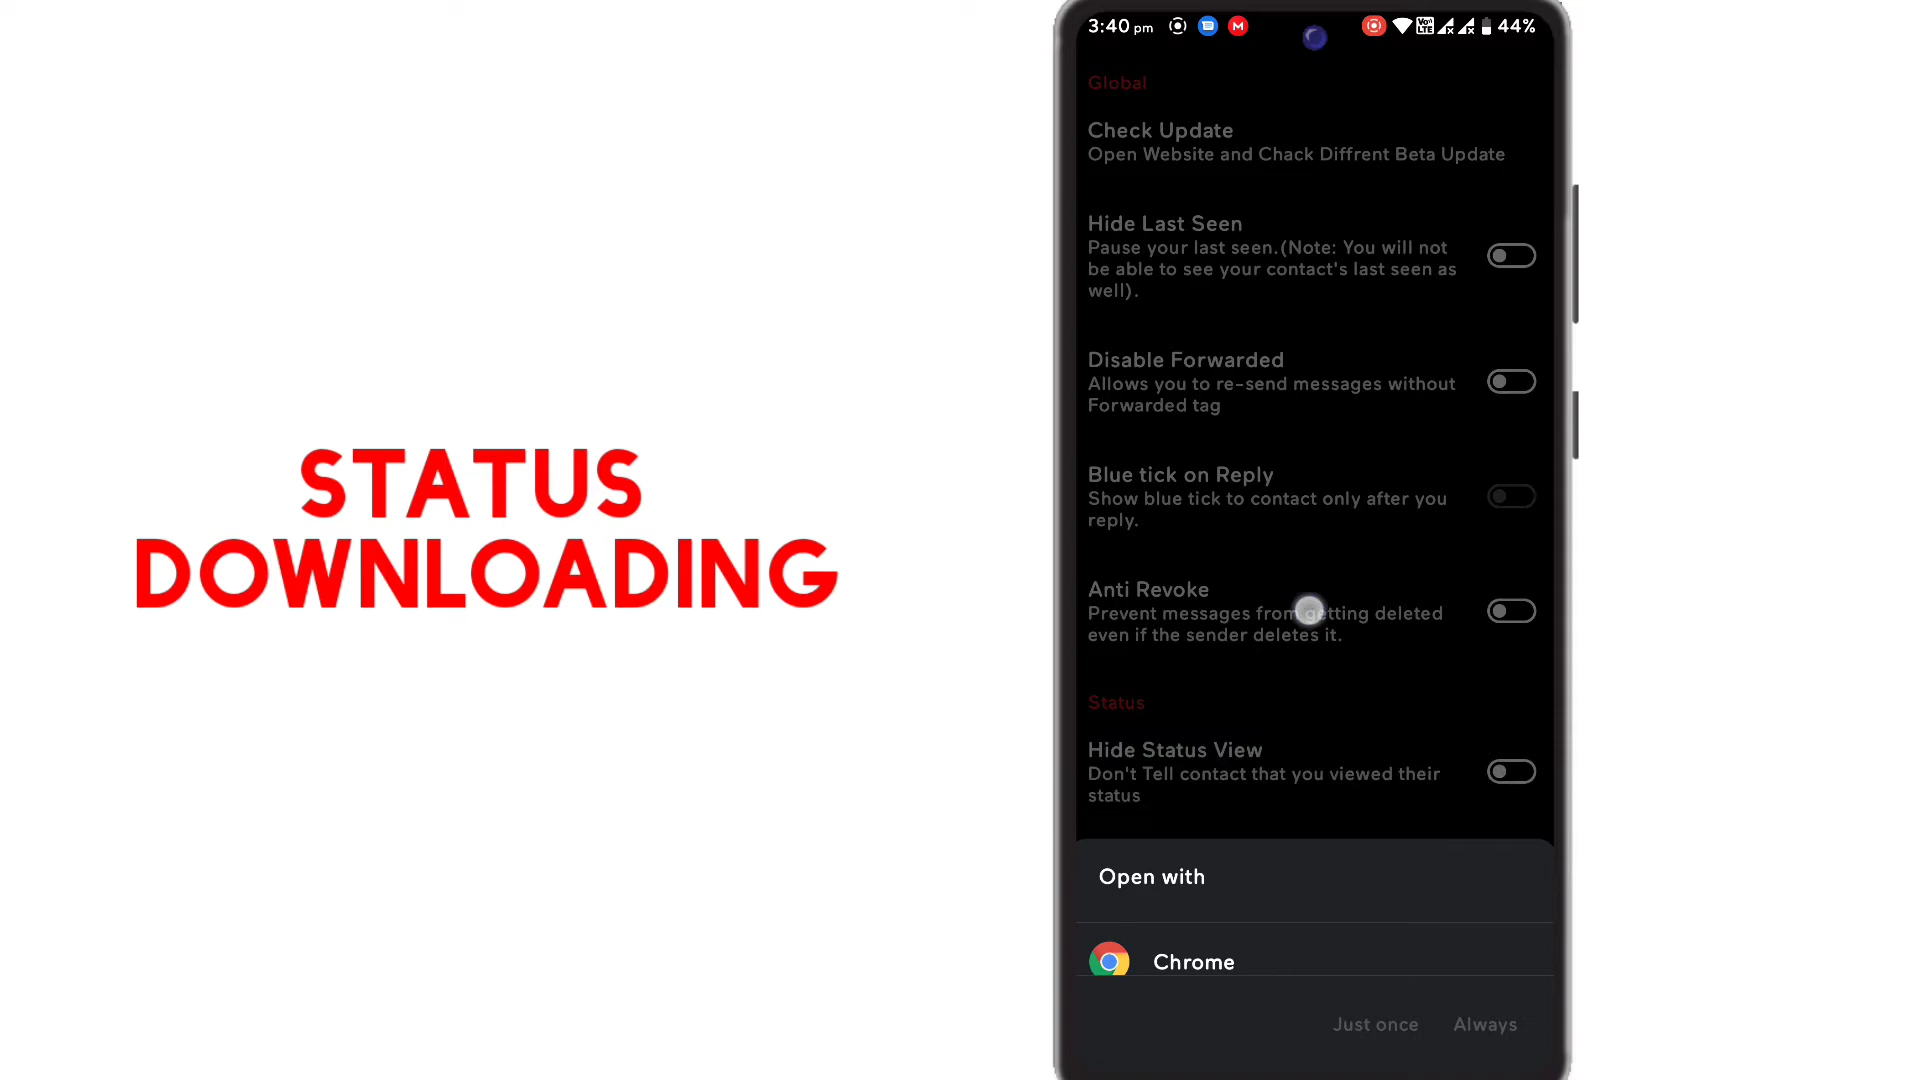 STATUS
DOWNLOADING
3:40 pm
M
Vo))
LTE
44%
Global
Check Update
Open Website and Chack Diffrent Beta Update
Hide Last Seen
Pause your last seen.(Note: You will not
be able to see your contact's last seen as
well).
Disable Forwarded
Allows you to re-send messages without
Forwarded tag
Blue tick on Reply
Show blue tick to contact only after you
reply.
Anti Revoke
Prevent messages from getting deleted
even if the sender deletes it.
Status
Hide Status View
Don't Tell contact that you viewed their
status
Open with
Chrome
Just once Always